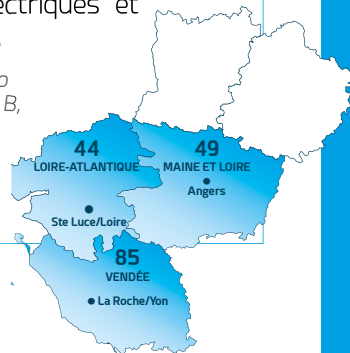 ectriques et
B,
44
LOIRE-ATLANTIQUE
49
MAINE ET LOIRE
Angers
Ste Luce/Loire
85
VENDÉE
La Roche/Yon